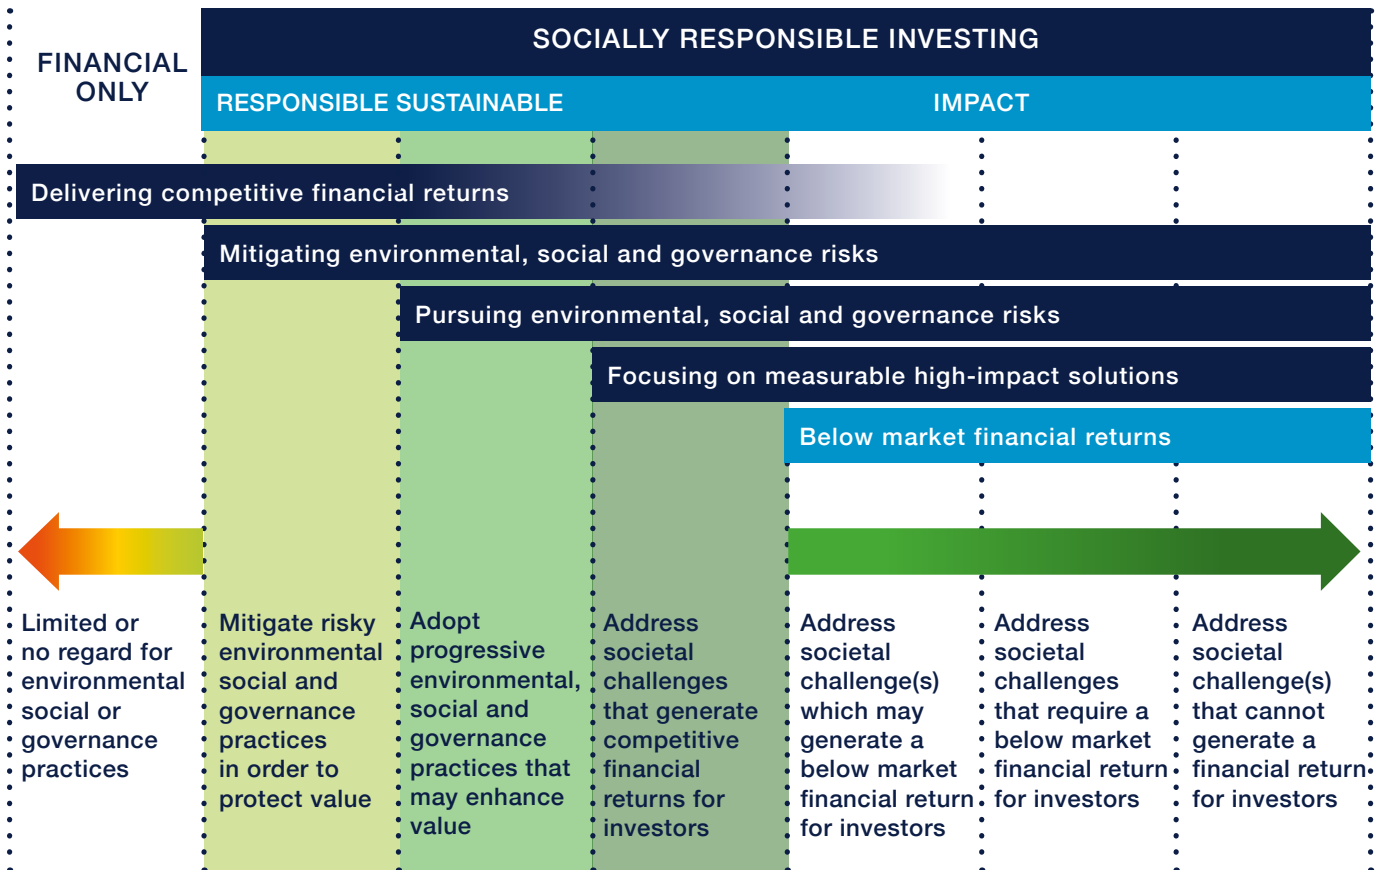 FINANCIAL
ONLY
SOCIALLY RESPONSIBLE INVESTING
RESPONSIBLE SUSTAINABLE
IMPACT
Delivering competitive financial returns
Mitigating environmental, social and governance risks
Pursuing environmental, social and governance risks
Focusing on measurable high-impact solutions
Below market financial returns
Limited or
no regard for
environmental
social or
governance
practices
Mitigate risky
environmental
social and
governance
practices
in order to
protect value
Adopt
progressive
environmental,
social and
governance
practices that
may enhance
value
Address
societal
challenges
that generate
competitive
financial
returns for
investors
Address
societal
challenge(s)
which may
generate a
below market
financial return
for investors
Address
societal
challenges
that require a
below market
financial return
for investors
Address
societal
challenge(s)
that cannot
generate a
financial return
for investors